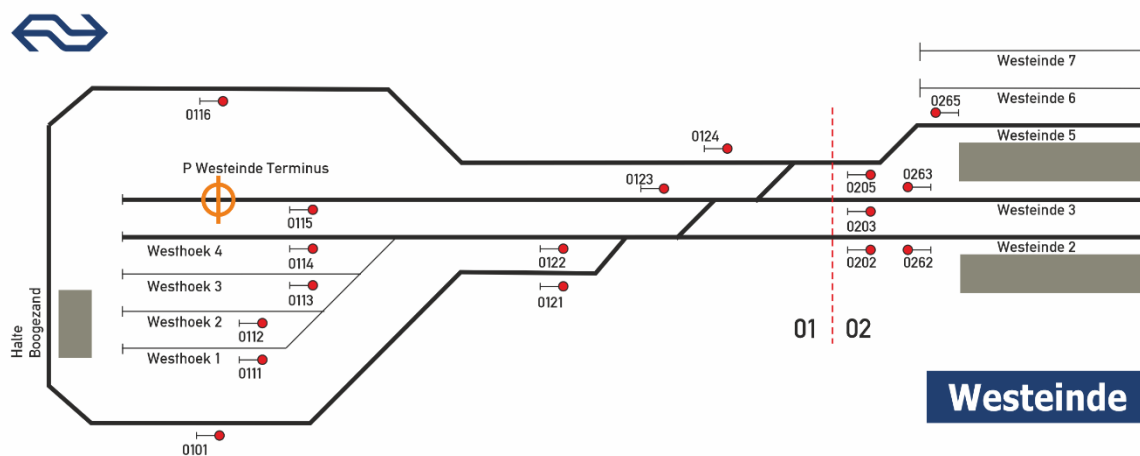 Westeinde 7
0265
Westeinde 6
0116
0124
Westeinde 5
P Westeinde Terminus
0123
0263
0205
0115
Westeinde 3
0203
Westhoek 4
0114
0122
0202
0262
Westeinde 2
Westhoek 3
0113
0121
Halte
Boogezand
Westhoek 2
0112
01
02
Westhoek 1
0111
Westeinde
0101